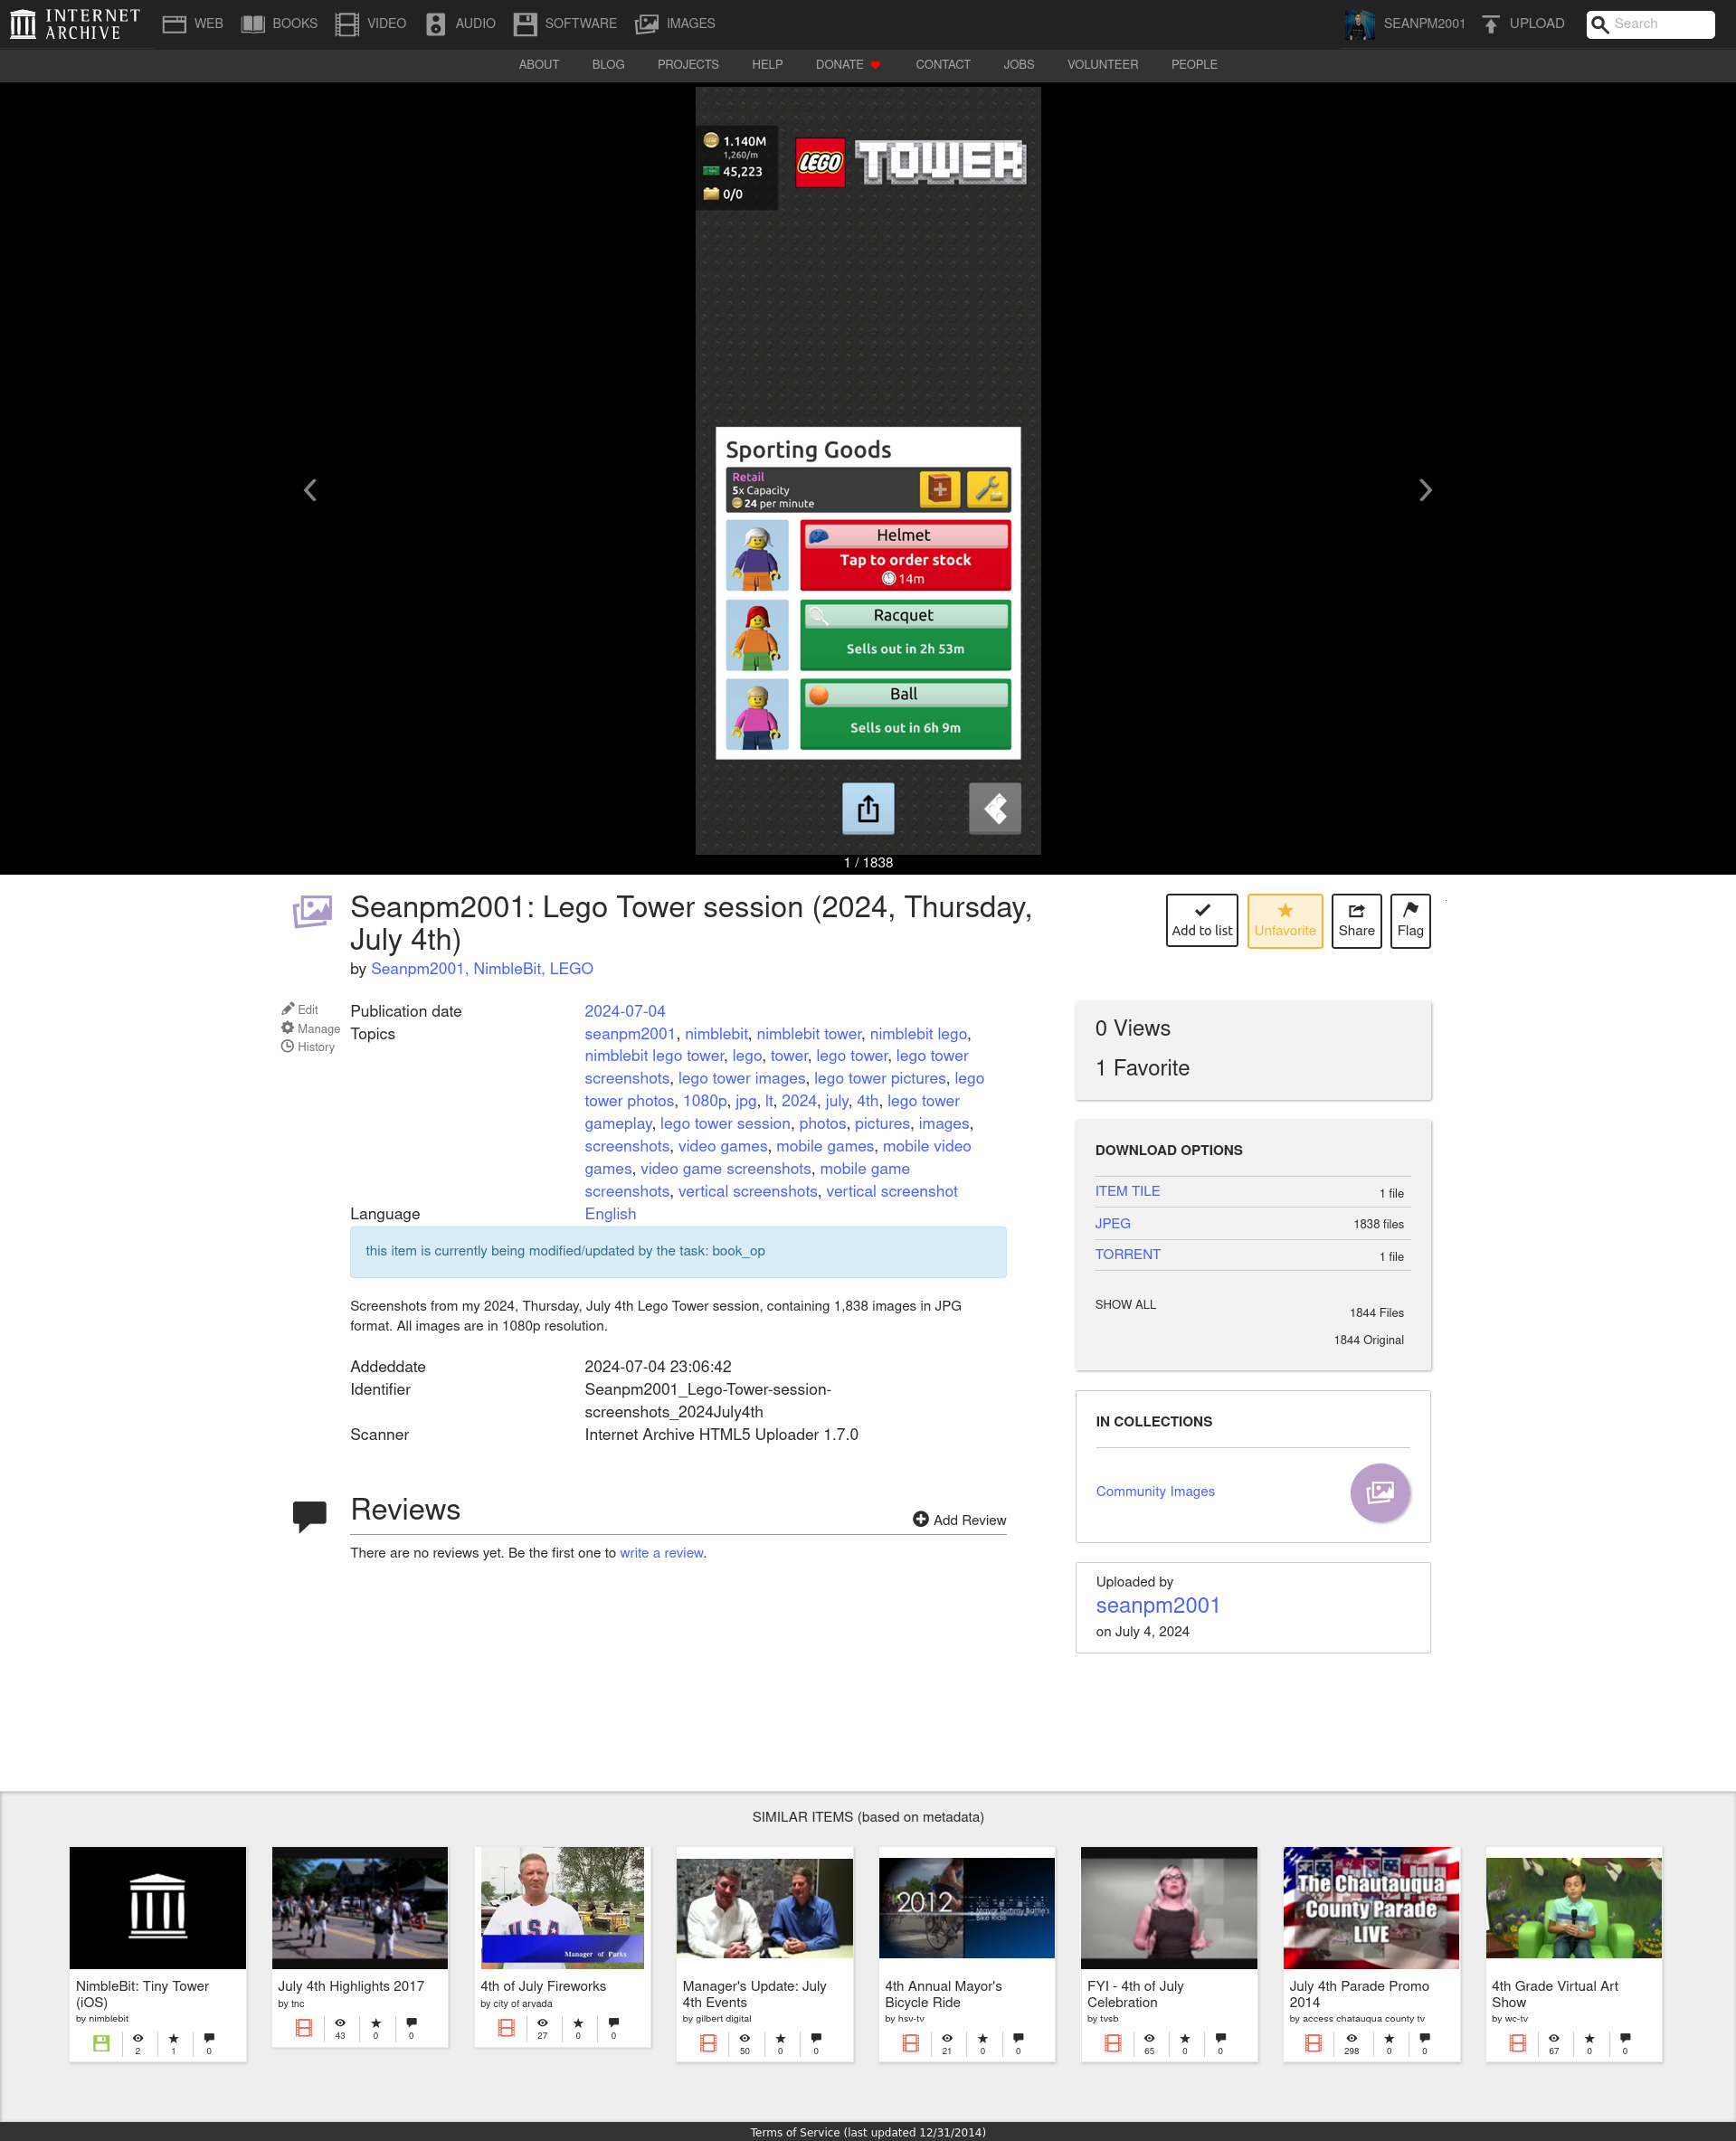 INTERNET ARCHIVE
WEB BOOKS VIDEO AUDIO SOFTWARE IMAGES SEANPM2001 UPLOAD Search
ABOUT BLOG PROJECTS HELP DONATE CONTACT JOBS VOLUNTEER PEOPLE
1.140M
1,260/m
45,223
0/0
LEGO TOWER
Sporting Goods
Retail
5x Capacity
24 per minute
Helmet
Tap to order stock
14m
Racquet
Sells out in 2h 53m
Ball
Sells out in 6h 9m
1 / 1838
Seanpm2001: Lego Tower session (2024, Thursday,
July 4th)
by Seanpm2001, NimbleBit, LEGO
Add to list Unfavorite Share Flag
Edit
Manage
History
Publication date 2024-07-04
Topics seanpm2001, nimblebit, nimblebit tower, nimblebit lego,
nimblebit lego tower, lego, tower, lego tower, lego tower
screenshots, lego tower images, lego tower pictures, lego
tower photos, 1080p, jpg, lt, 2024, july, 4th, lego tower
gameplay, lego tower session, photos, pictures, images,
screenshots, video games, mobile games, mobile video
games, video game screenshots, mobile game
screenshots, vertical screenshots, vertical screenshot
Language English
this item is currently being modified/updated by the task: book_op
Screenshots from my 2024, Thursday, July 4th Lego Tower session, containing 1,838 images in JPG
format. All images are in 1080p resolution.
Addeddate 2024-07-04 23:06:42
Identifier Seanpm2001_Lego-Tower-session-
screenshots_2024July4th
Scanner Internet Archive HTML5 Uploader 1.7.0
Reviews
Add Review
There are no reviews yet. Be the first one to write a review.
0 Views
1 Favorite
DOWNLOAD OPTIONS
ITEM TILE 1 file
JPEG 1838 files
TORRENT 1 file
SHOW ALL 1844 Files
1844 Original
IN COLLECTIONS
Community Images
Uploaded by
seanpm2001
on July 4, 2024
SIMILAR ITEMS (based on metadata)
NimbleBit: Tiny Tower
(iOS)
by nimblebit
2 1 0
July 4th Highlights 2017
by tnc
43 0 0
USA
Manager of Parks
4th of July Fireworks
by city of arvada
27 0 0
Manager's Update: July
4th Events
by gilbert digital
50 0 0
2012
4th Annual Mayor's
Bicycle Ride
by hsv-tv
21 0 0
FYI - 4th of July
Celebration
by tvsb
65 0 0
The Chautauqua
County Parade
LIVE
July 4th Parade Promo
2014
by access chatauqua county tv
298 0 0
4th Grade Virtual Art
Show
by wc-tv
67 0 0
Terms of Service (last updated 12/31/2014)